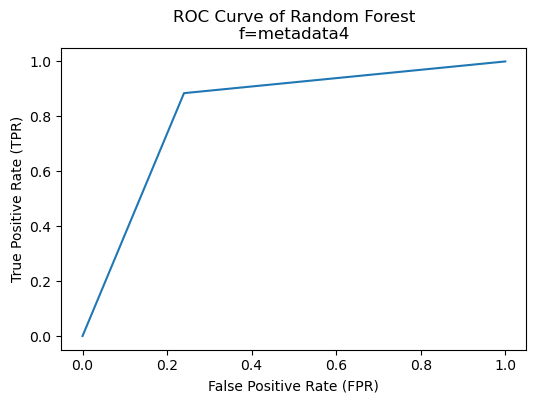 ROC Curve of Random Forest
f=metadata4
True Positive Rate (TPR)
1.0
0.8
0.6
0.4
0.2
0.0
0.0 0.2 0.4 0.6 0.8 1.0
False Positive Rate (FPR)